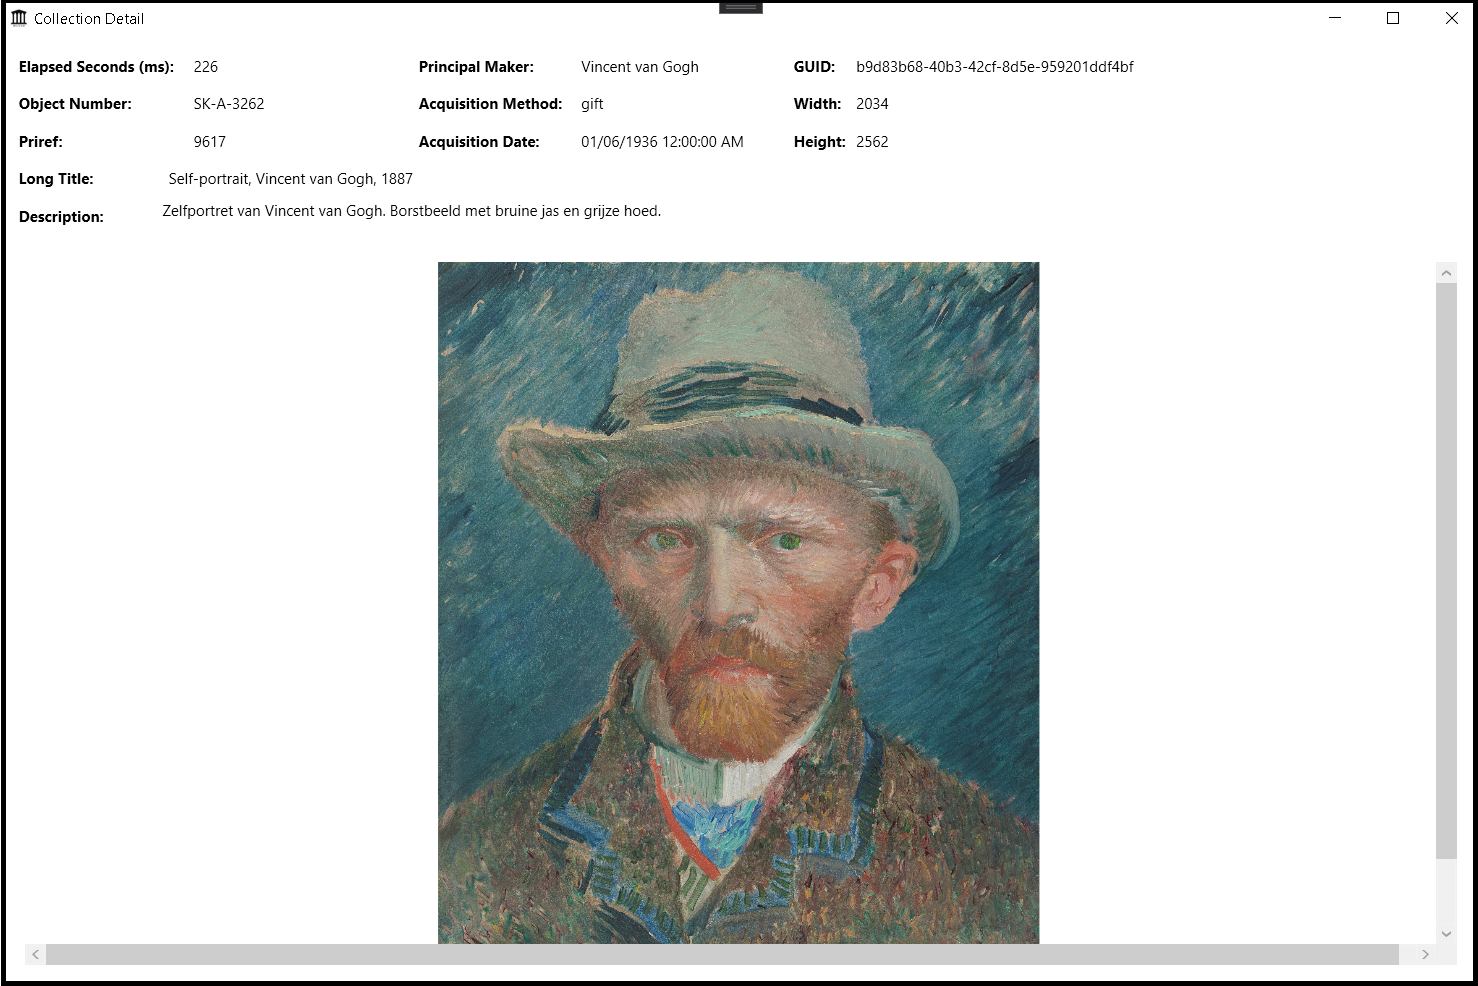 Collection Detail
Elapsed Seconds (ms): 226 Principal Maker: Vincent van Gogh GUID: b9d83b68-40b3-42cf-8d5e-959201ddf4bf
Object Number: SK-A-3262 Acquisition Method: gift Width: 2034
Priref: 9617 Acquisition Date: 01/06/1936 12:00:00 AM Height: 2562
Long Title: Self-portrait, Vincent van Gogh, 1887
Description: Zelfportret van Vincent van Gogh. Borstbeeld met bruine jas en grijze hoed.